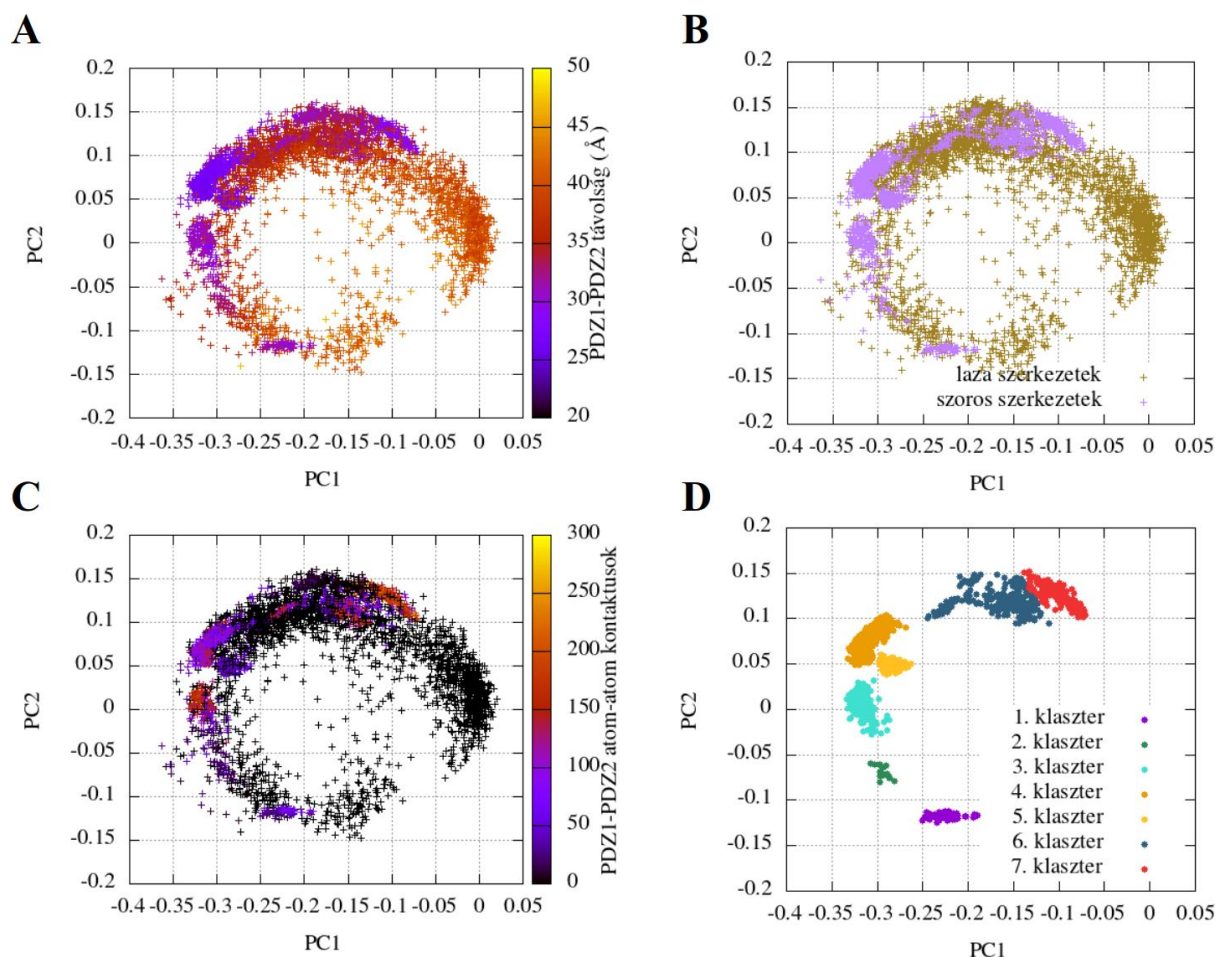 A
0.2
0.15
0.1
0.05
0
-0.05
-0.1
-0.15
-0.2
-0.4 -0.35 -0.3 -0.25 -0.2 -0.15 -0.1 -0.05 0 0.05
PC1
PC2
50
45
40
35
30
25
20
PDZ1-PDZ2 távolság (Å)
B
0.2
0.15
0.1
0.05
0
-0.05
-0.1
-0.15
-0.2
-0.4 -0.35 -0.3 -0.25 -0.2 -0.15 -0.1 -0.05 0 0.05
PC1
PC2
laza szerkezetek
szoros szerkezetek
C
0.2
0.15
0.1
0.05
0
-0.05
-0.1
-0.15
-0.2
-0.4 -0.35 -0.3 -0.25 -0.2 -0.15 -0.1 -0.05 0 0.05
PC1
PC2
300
250
200
150
100
50
0
PDZ1-PDZ2 atom-atom kontaktusok
D
0.2
0.15
0.1
0.05
0
-0.05
-0.1
-0.15
-0.2
-0.4 -0.35 -0.3 -0.25 -0.2 -0.15 -0.1 -0.05 0 0.05
PC1
PC2
1. klaszter
2. klaszter
3. klaszter
4. klaszter
5. klaszter
6. klaszter
7. klaszter